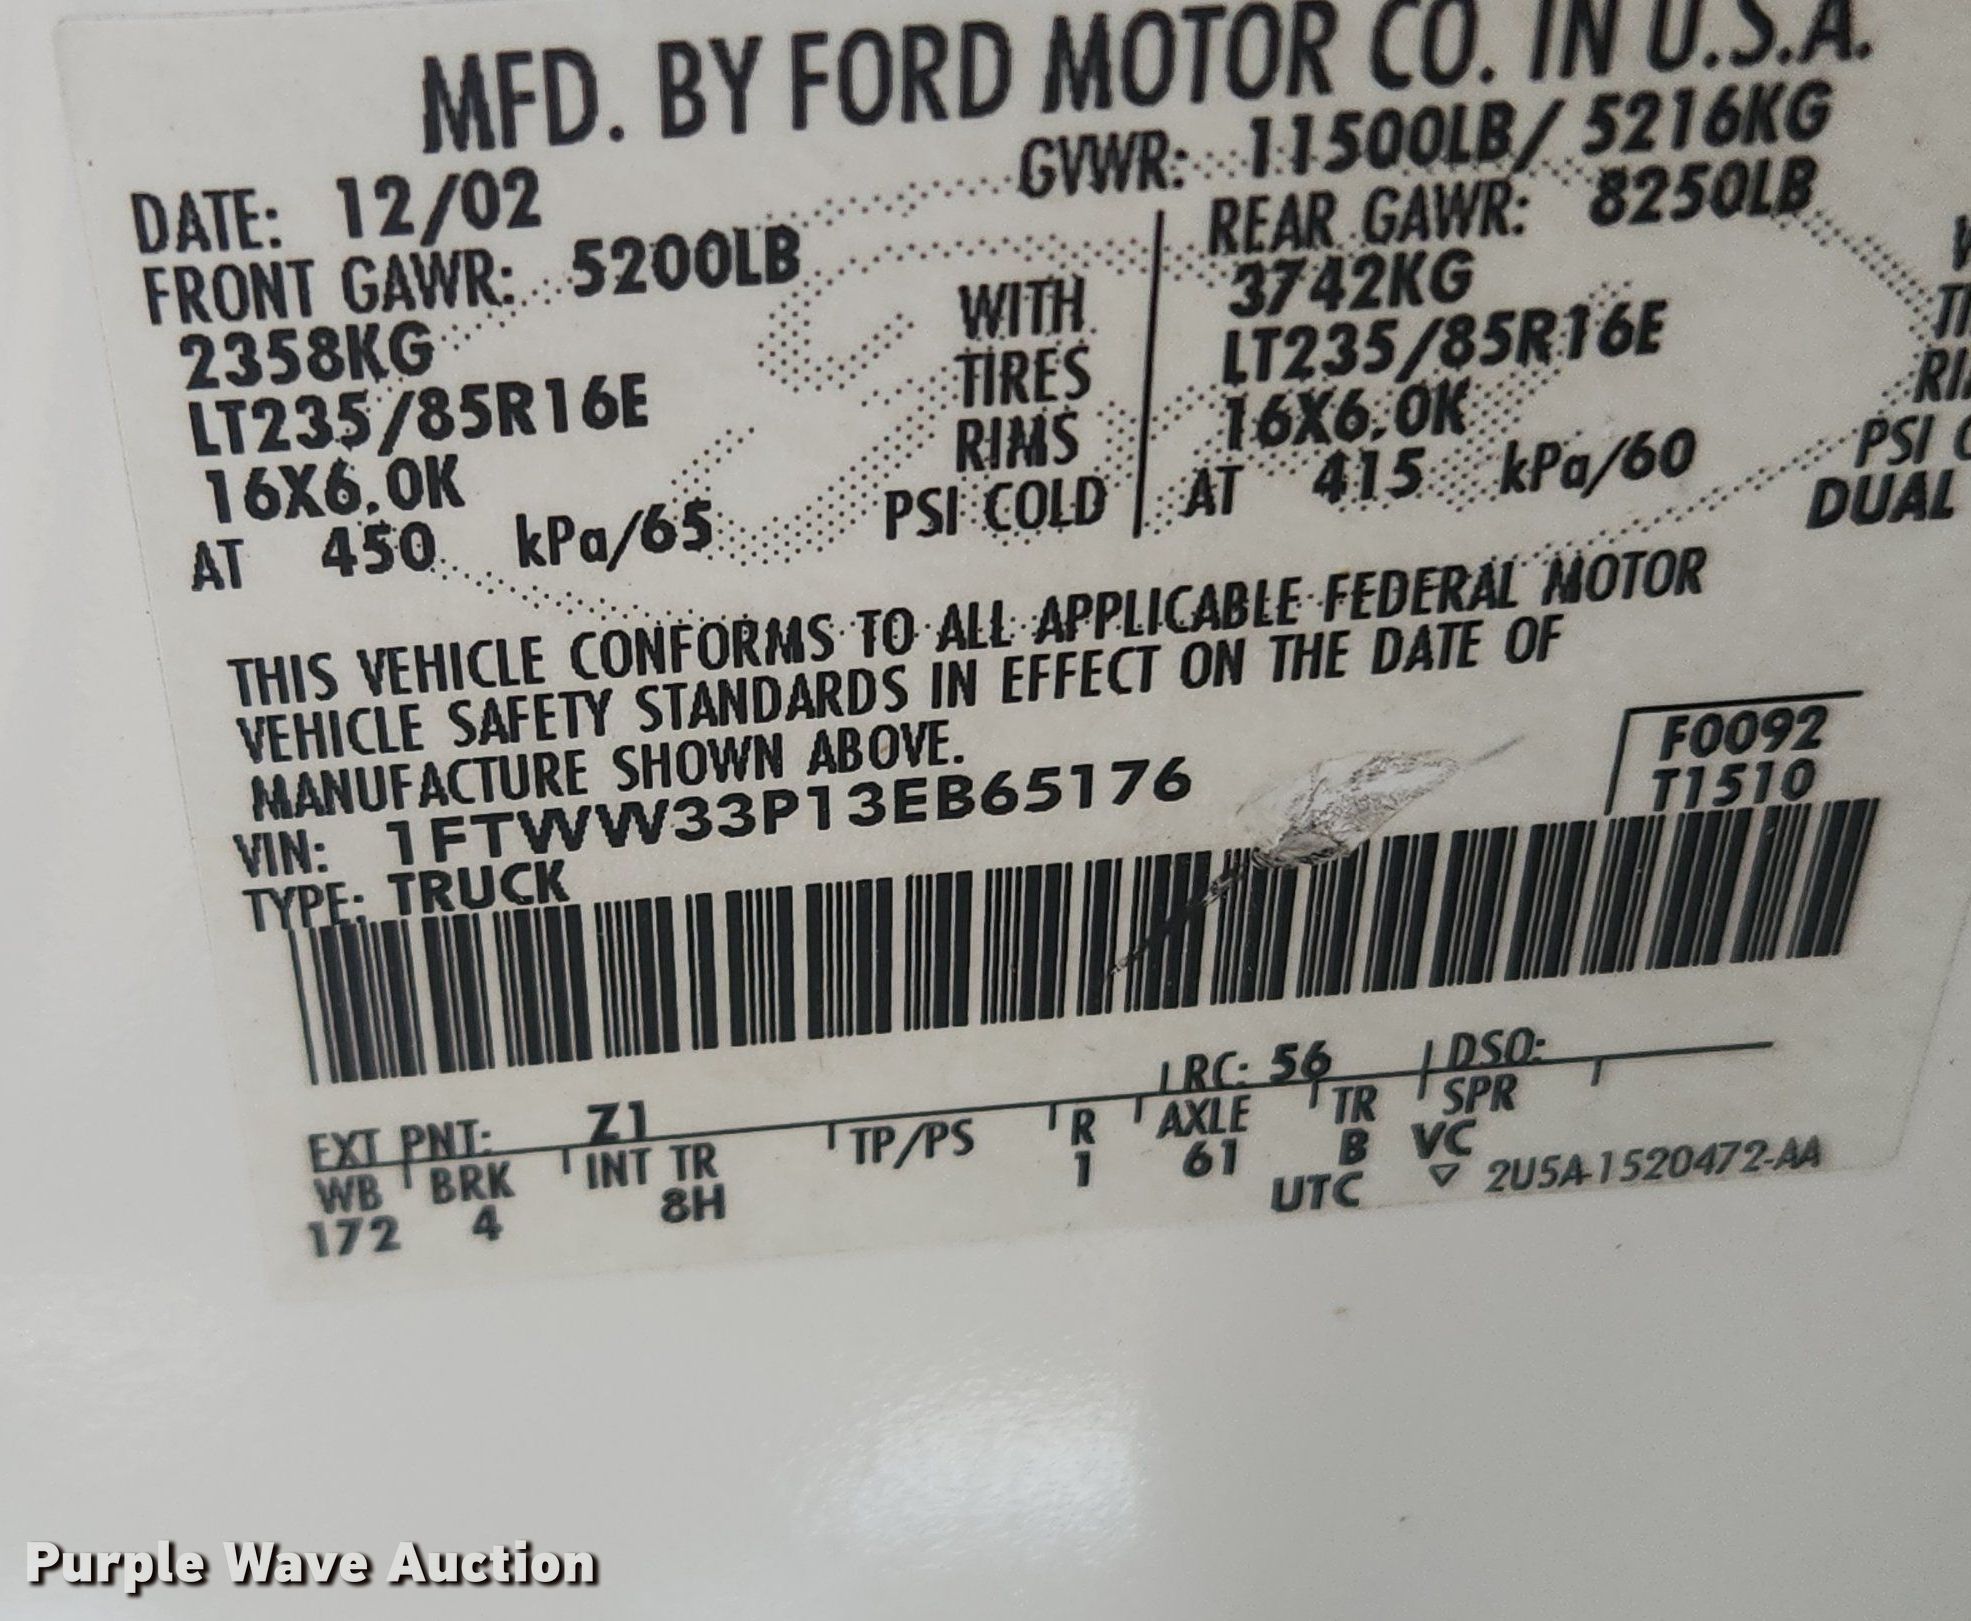 MFD. BY FORD MOTOR CO. IN U.S.A.
DATE: 12/02 GVWR: 11500LB/ 5216KG
FRONT GAWR: 5200LB REAR GAWR: 8250LB
2358KG WITH 3742KG
LT235/85R16E TIRES LT235/85R16E
16X6.0K RIMS 16X6.0K
AT 450 kPa/65 PSI COLD AT 415 kPa/60 PSI
DUAL
THIS VEHICLE CONFORMS TO ALL APPLICABLE FEDERAL MOTOR
VEHICLE SAFETY STANDARDS IN EFFECT ON THE DATE OF
MANUFACTURE SHOWN ABOVE.
F0092
VIN: 1FTWW33P13EB65176 T1510
TYPE: TRUCK
EXT PNT: Z1 RC: 56 DSO:
WB BRK INT TR TP/PS R AXLE TR SPR
172 4 8H 1 61 B VC
UTC ▽ 2U5A-1520472-AA
Purple Wave Auction